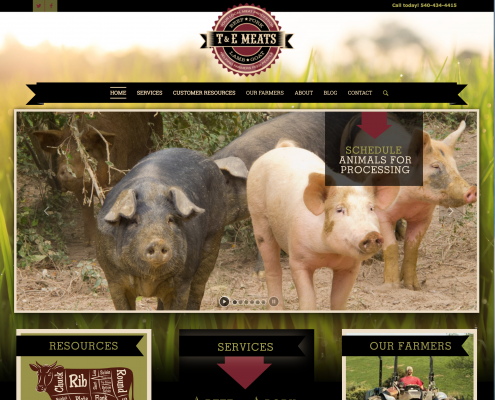 Call today! 540-434-4415
BEEF PORK
T & E MEATS
LAMB GOAT
HOME SERVICES CUSTOMER RESOURCES OUR FARMERS ABOUT BLOG CONTACT
SCHEDULE
ANIMALS FOR
PROCESSING
RESOURCES
SERVICES
OUR FARMERS
Chuck
Rib
Round